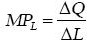 MP_L = ΔQ / ΔL